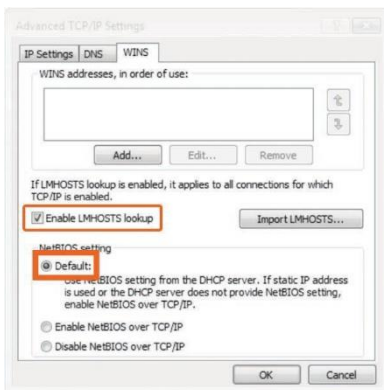 Advanced TCP/IP Settings
IP Settings DNS WINS
WINS addresses, in order of use:
Add... Edit... Remove
If LMHOSTS lookup is enabled, it applies to all connections for which
TCP/IP is enabled.
Enable LMHOSTS lookup Import LMHOSTS...
NetBIOS setting
Default:
Use NetBIOS setting from the DHCP server. If static IP address
is used or the DHCP server does not provide NetBIOS setting,
enable NetBIOS over TCP/IP.
Enable NetBIOS over TCP/IP
Disable NetBIOS over TCP/IP
OK Cancel